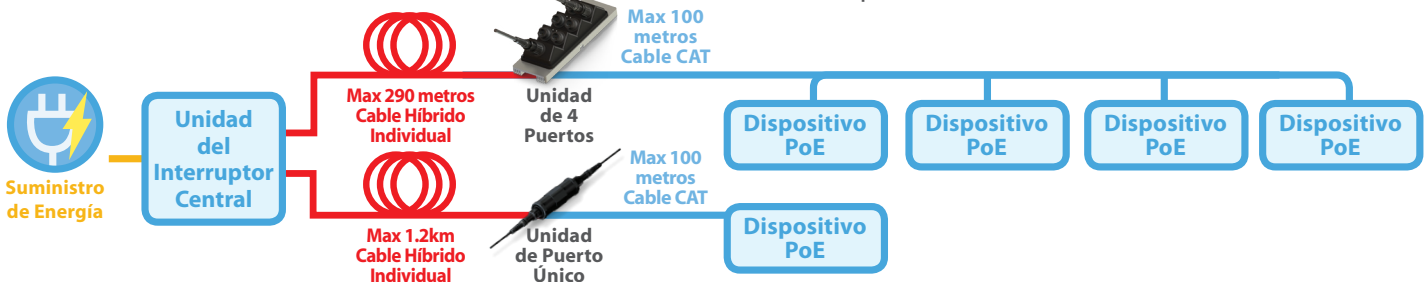 Suministro
de Energía
Unidad
del
Interruptor
Central
Max 290 metros
Cable Híbrido
Individual
Unidad
de 4
Puertos
Max 100
metros
Cable CAT
Dispositivo
PoE
Dispositivo
PoE
Dispositivo
PoE
Dispositivo
PoE
Max 1.2km
Cable Híbrido
Individual
Unidad
de Puerto
Único
Max 100
metros
Cable CAT
Dispositivo
PoE